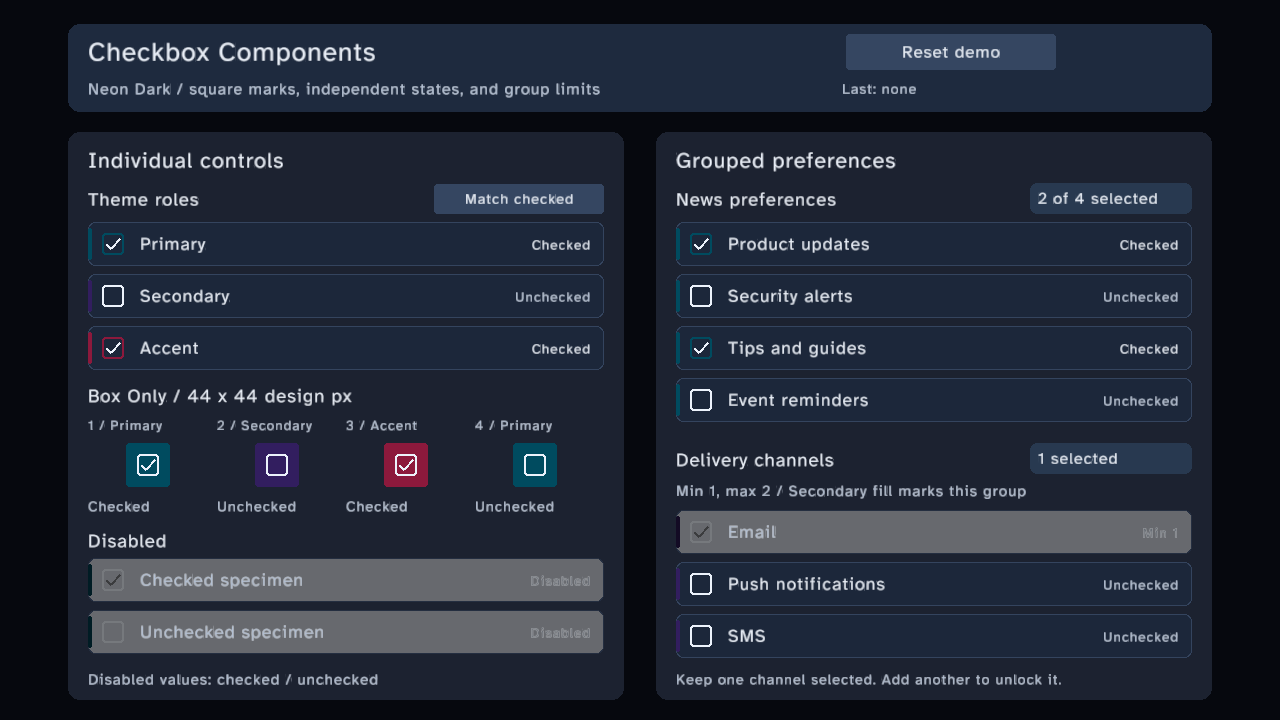 Checkbox Components
Neon Dark / square marks, independent states, and group limits
Reset demo
Last: none
Individual controls
Theme roles
Match checked
Primary
Checked
Secondary
Unchecked
Accent
Checked
Box Only / 44 x 44 design px
1 / Primary
2 / Secondary
3 / Accent
4 / Primary
Checked
Unchecked
Checked
Unchecked
Disabled
Checked specimen
Disabled
Unchecked specimen
Disabled
Disabled values: checked / unchecked
Grouped preferences
News preferences
2 of 4 selected
Product updates
Checked
Security alerts
Unchecked
Tips and guides
Checked
Event reminders
Unchecked
Delivery channels
1 selected
Min 1, max 2 / Secondary fill marks this group
Email
Min 1
Push notifications
Unchecked
SMS
Unchecked
Keep one channel selected. Add another to unlock it.